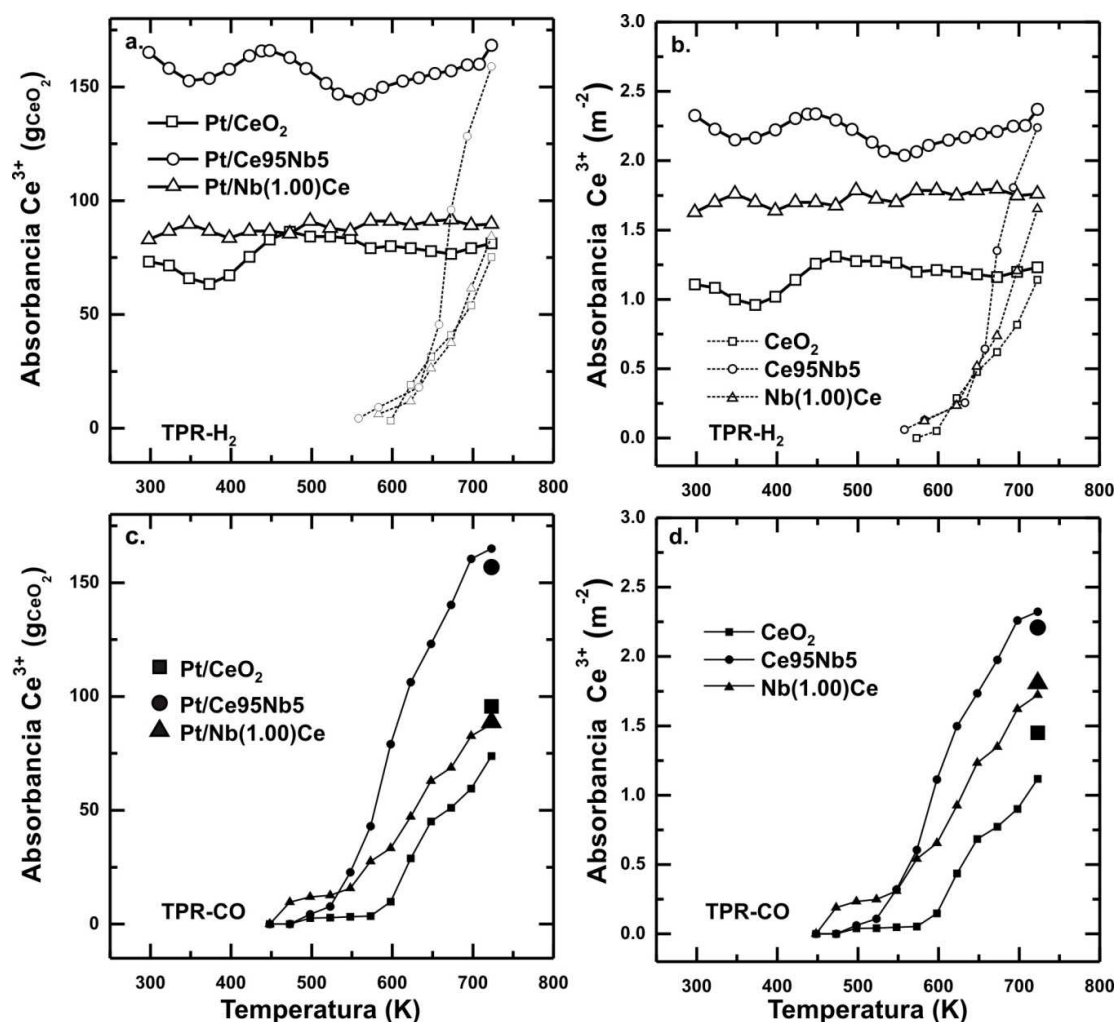 a.
Absorbancia Ce³⁺ (gCeO₂)
150
100
50
0
Pt/CeO₂
Pt/Ce95Nb5
Pt/Nb(1.00)Ce
TPR-H₂
300 400 500 600 700 800
b.
Absorbancia Ce³⁺ (m⁻²)
3.0
2.5
2.0
1.5
1.0
0.5
0.0
CeO₂
Ce95Nb5
Nb(1.00)Ce
TPR-H₂
300 400 500 600 700 800
c.
Absorbancia Ce³⁺ (gCeO₂)
150
100
50
0
Pt/CeO₂
Pt/Ce95Nb5
Pt/Nb(1.00)Ce
TPR-CO
300 400 500 600 700 800
Temperatura (K)
d.
Absorbancia Ce³⁺ (m⁻²)
3.0
2.5
2.0
1.5
1.0
0.5
0.0
CeO₂
Ce95Nb5
Nb(1.00)Ce
TPR-CO
300 400 500 600 700 800
Temperatura (K)